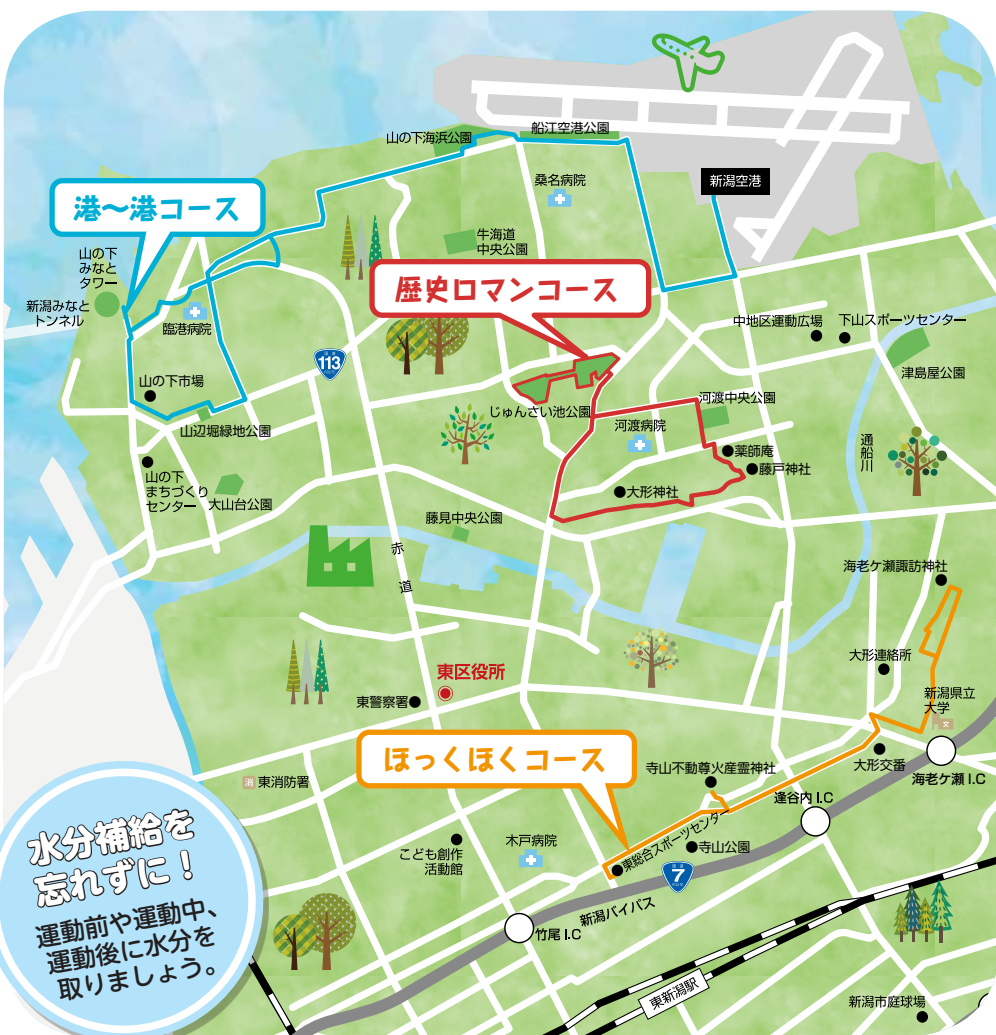 山の下海浜公園
船江空港公園
桑名病院
新潟空港
港〜港コース
牛海道
中央公園
山の下
みなと
タワー
歴史ロマンコース
新潟みなと
トンネル
臨港病院
中地区運動広場
下山スポーツセンター
国道
113
山の下市場
津島屋公園
じゅんさい池公園
河渡中央公園
河渡病院
山辺堀緑地公園
通船川
薬師庵
藤戸神社
山の下
まちづくり
センター
大山台公園
大形神社
藤見中央公園
赤道
海老ケ瀬諏訪神社
大形連絡所
東区役所
新潟県立
大学
文
東警察署
ほっくほくコース
大形交番
海老ケ瀬 I.C
寺山不動尊火産霊神社
消
東消防署
逢谷内 I.C
東総合スポーツセンター
寺山公園
木戸病院
こども創作
活動館
国道
7
新潟バイパス
竹尾 I.C
東新潟駅
新潟市庭球場
水分補給を
忘れずに!
運動前や運動中、
運動後に水分を
取りましょう。